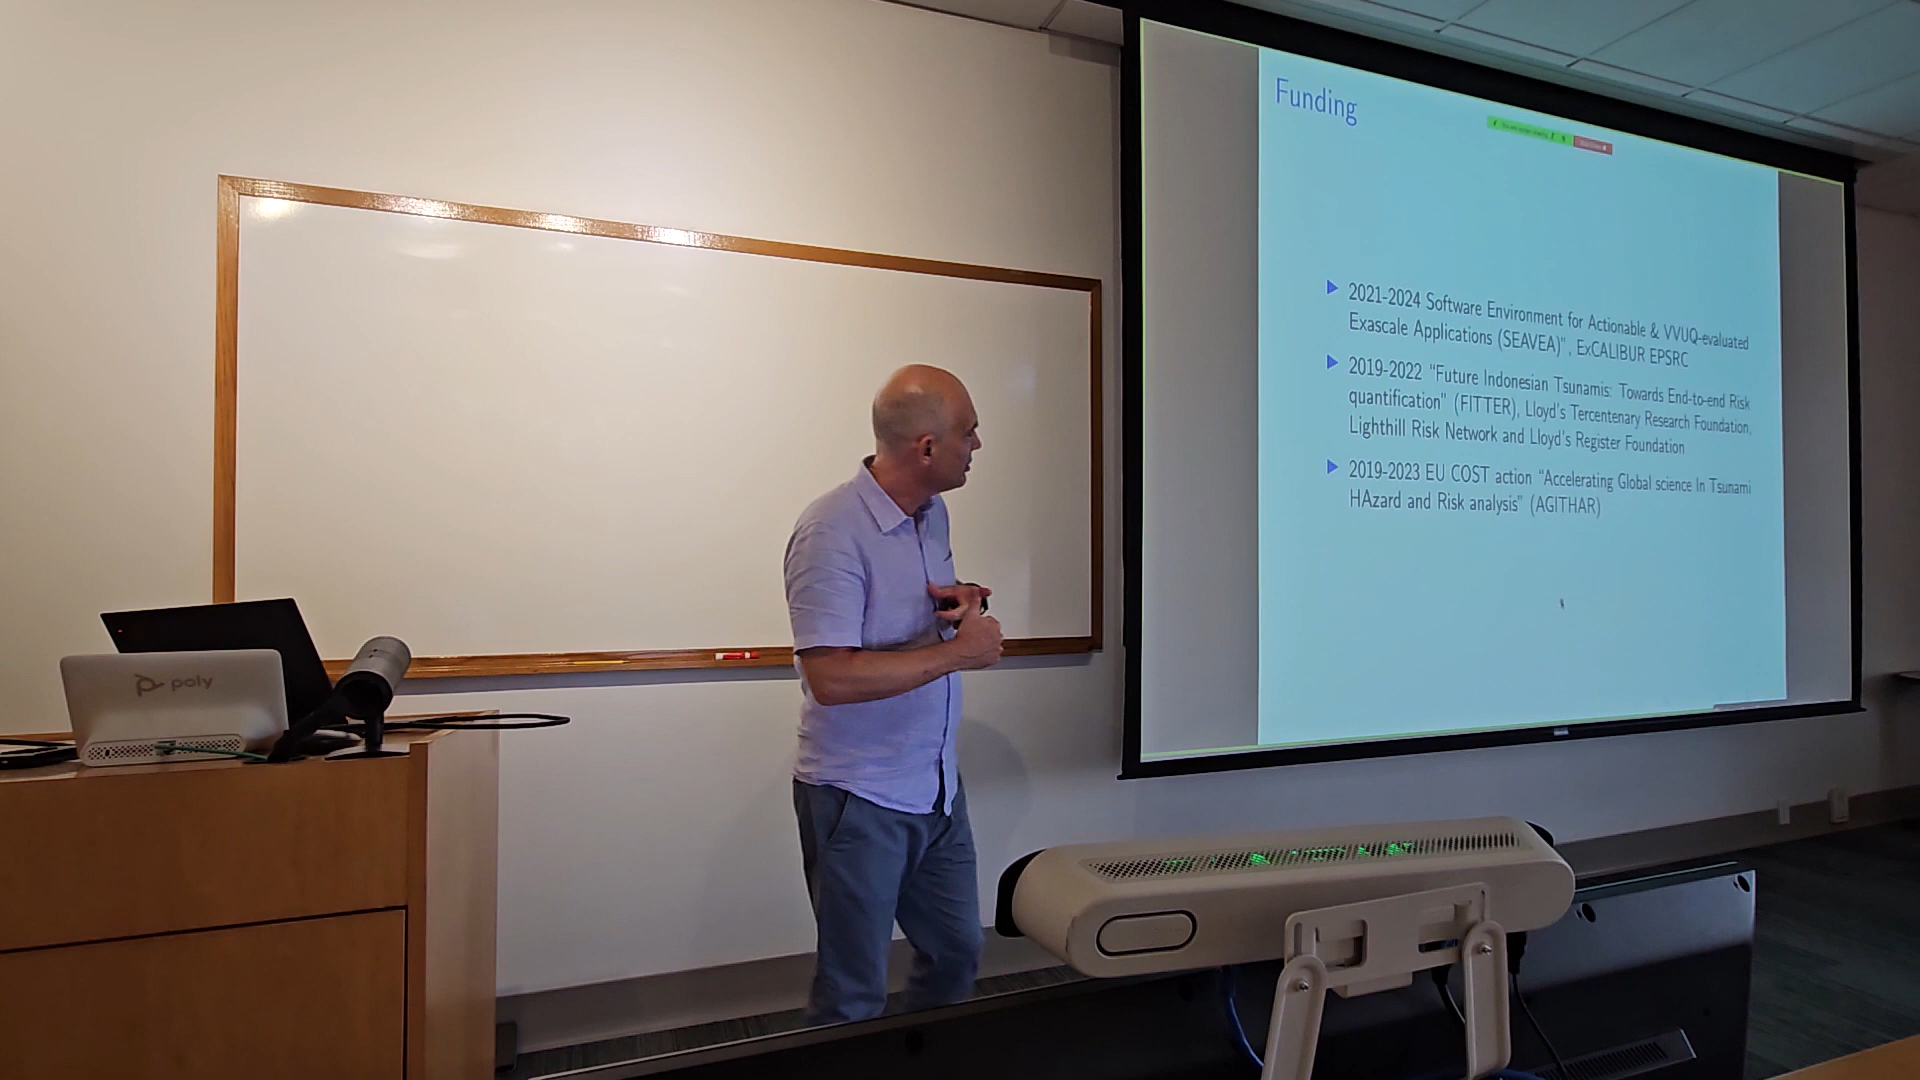 Funding
2021-2024 Software Environment for Actionable & VVUQ-evaluated
Exascale Applications (SEAVEA)", ExCALIBUR EPSRC
2019-2022 "Future Indonesian Tsunamis: Towards End-to-end Risk
quantification" (FITTER), Lloyd's Tercentenary Research Foundation,
Lighthill Risk Network and Lloyd's Register Foundation
2019-2023 EU COST action "Accelerating Global science In Tsunami
HAzard and Risk analysis" (AGITHAR)
poly